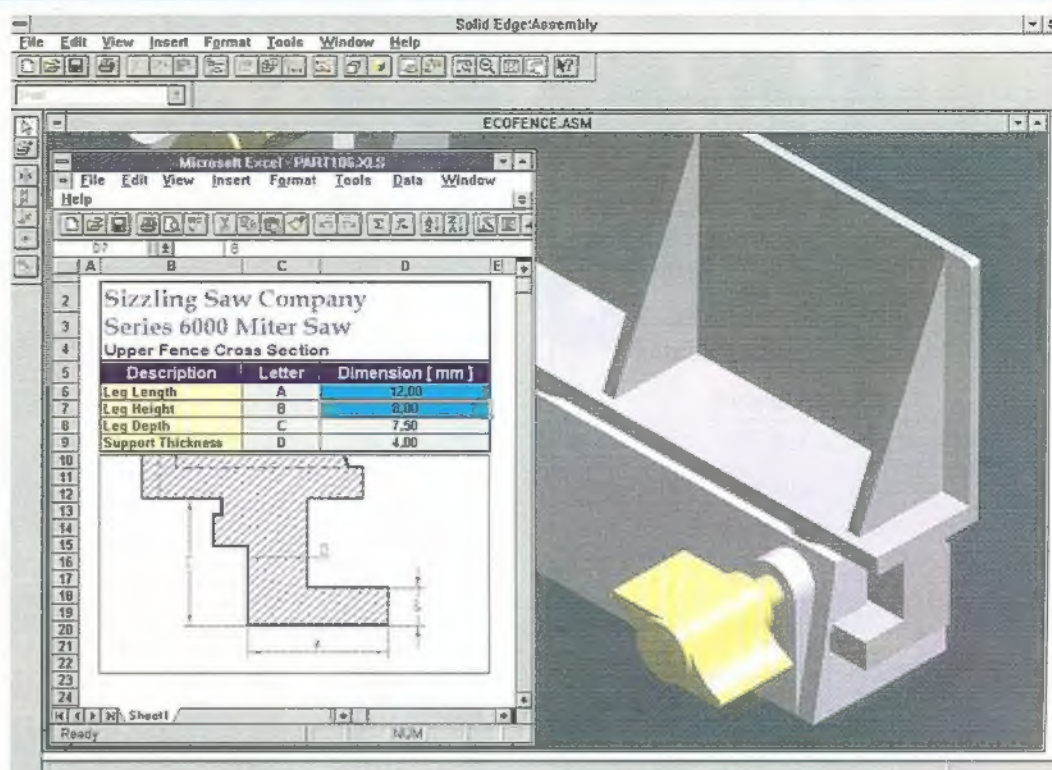 Solid Edge:Assembly
File Edit View Insert Format Tools Window Help
ECOFENCE.ASM
Microsoft Excel - PART106.XLS
File Edit View Insert Format Tools Data Window
Help
D7 8
A B C D E
2 Sizzling Saw Company
3 Series 6000 Miter Saw
4 Upper Fence Cross Section
5 Description Letter Dimension [ mm ]
6 Leg Length A 12,00
7 Leg Height B 8,00
8 Leg Depth C 7,50
9 Support Thickness D 4,00
10
11
12
13
14
15
16
17
18
19
20
21
22
23
24
D
Sheet1
Ready NUM